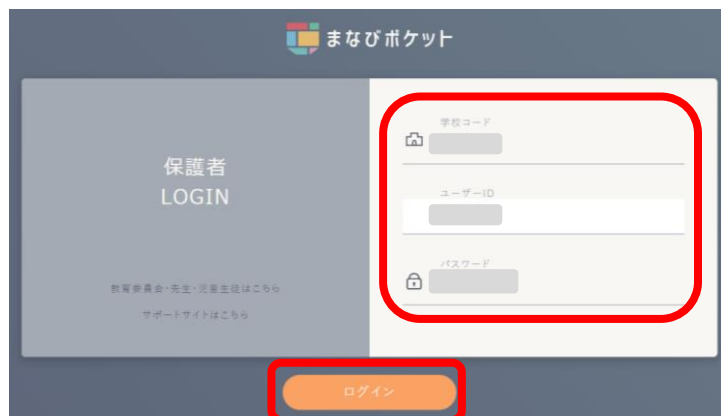 まなびポケット
保護者
LOGIN
教育委員会・先生・児童生徒はこちら
サポートサイトはこちら
学校コード
ユーザーID
パスワード
ログイン